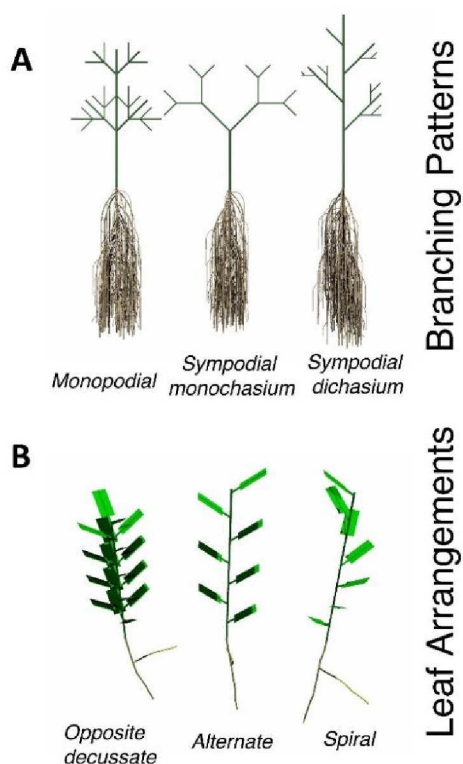 A
Branching Patterns
Monopodial
Sympodial
monochasium
Sympodial
dichasium
B
Leaf Arrangements
Opposite
decussate
Alternate
Spiral